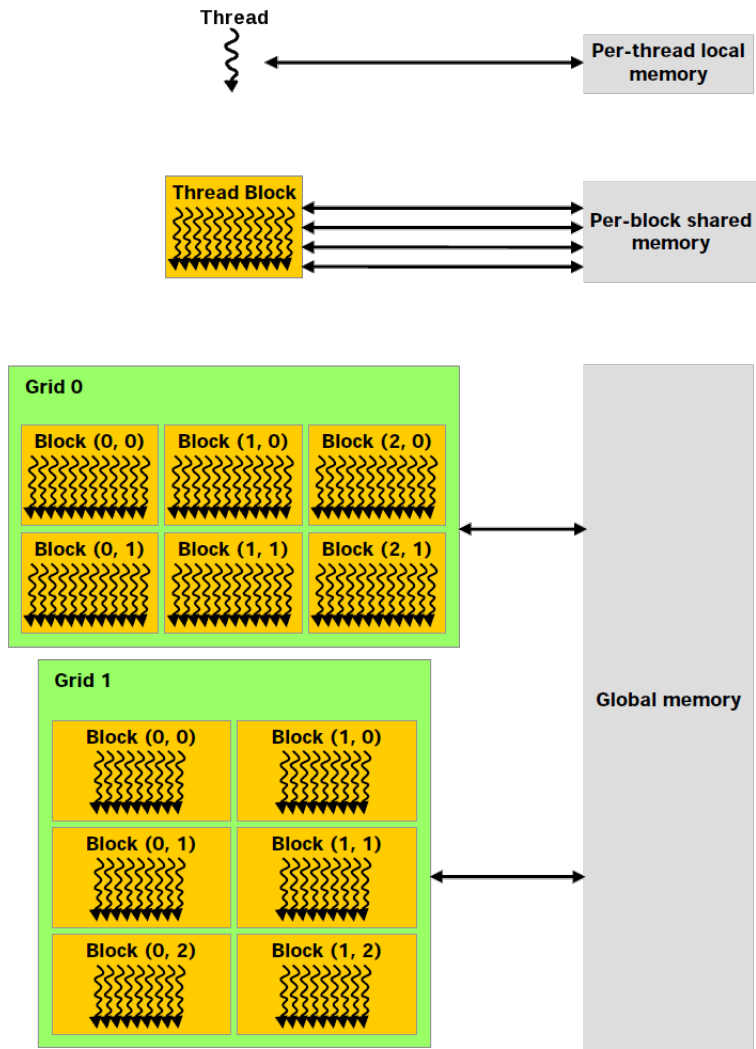 Thread
Per-thread local
memory
Thread Block
Per-block shared
memory
Grid 0
Block (0, 0)
Block (1, 0)
Block (2, 0)
Block (0, 1)
Block (1, 1)
Block (2, 1)
Global memory
Grid 1
Block (0, 0)
Block (1, 0)
Block (0, 1)
Block (1, 1)
Block (0, 2)
Block (1, 2)